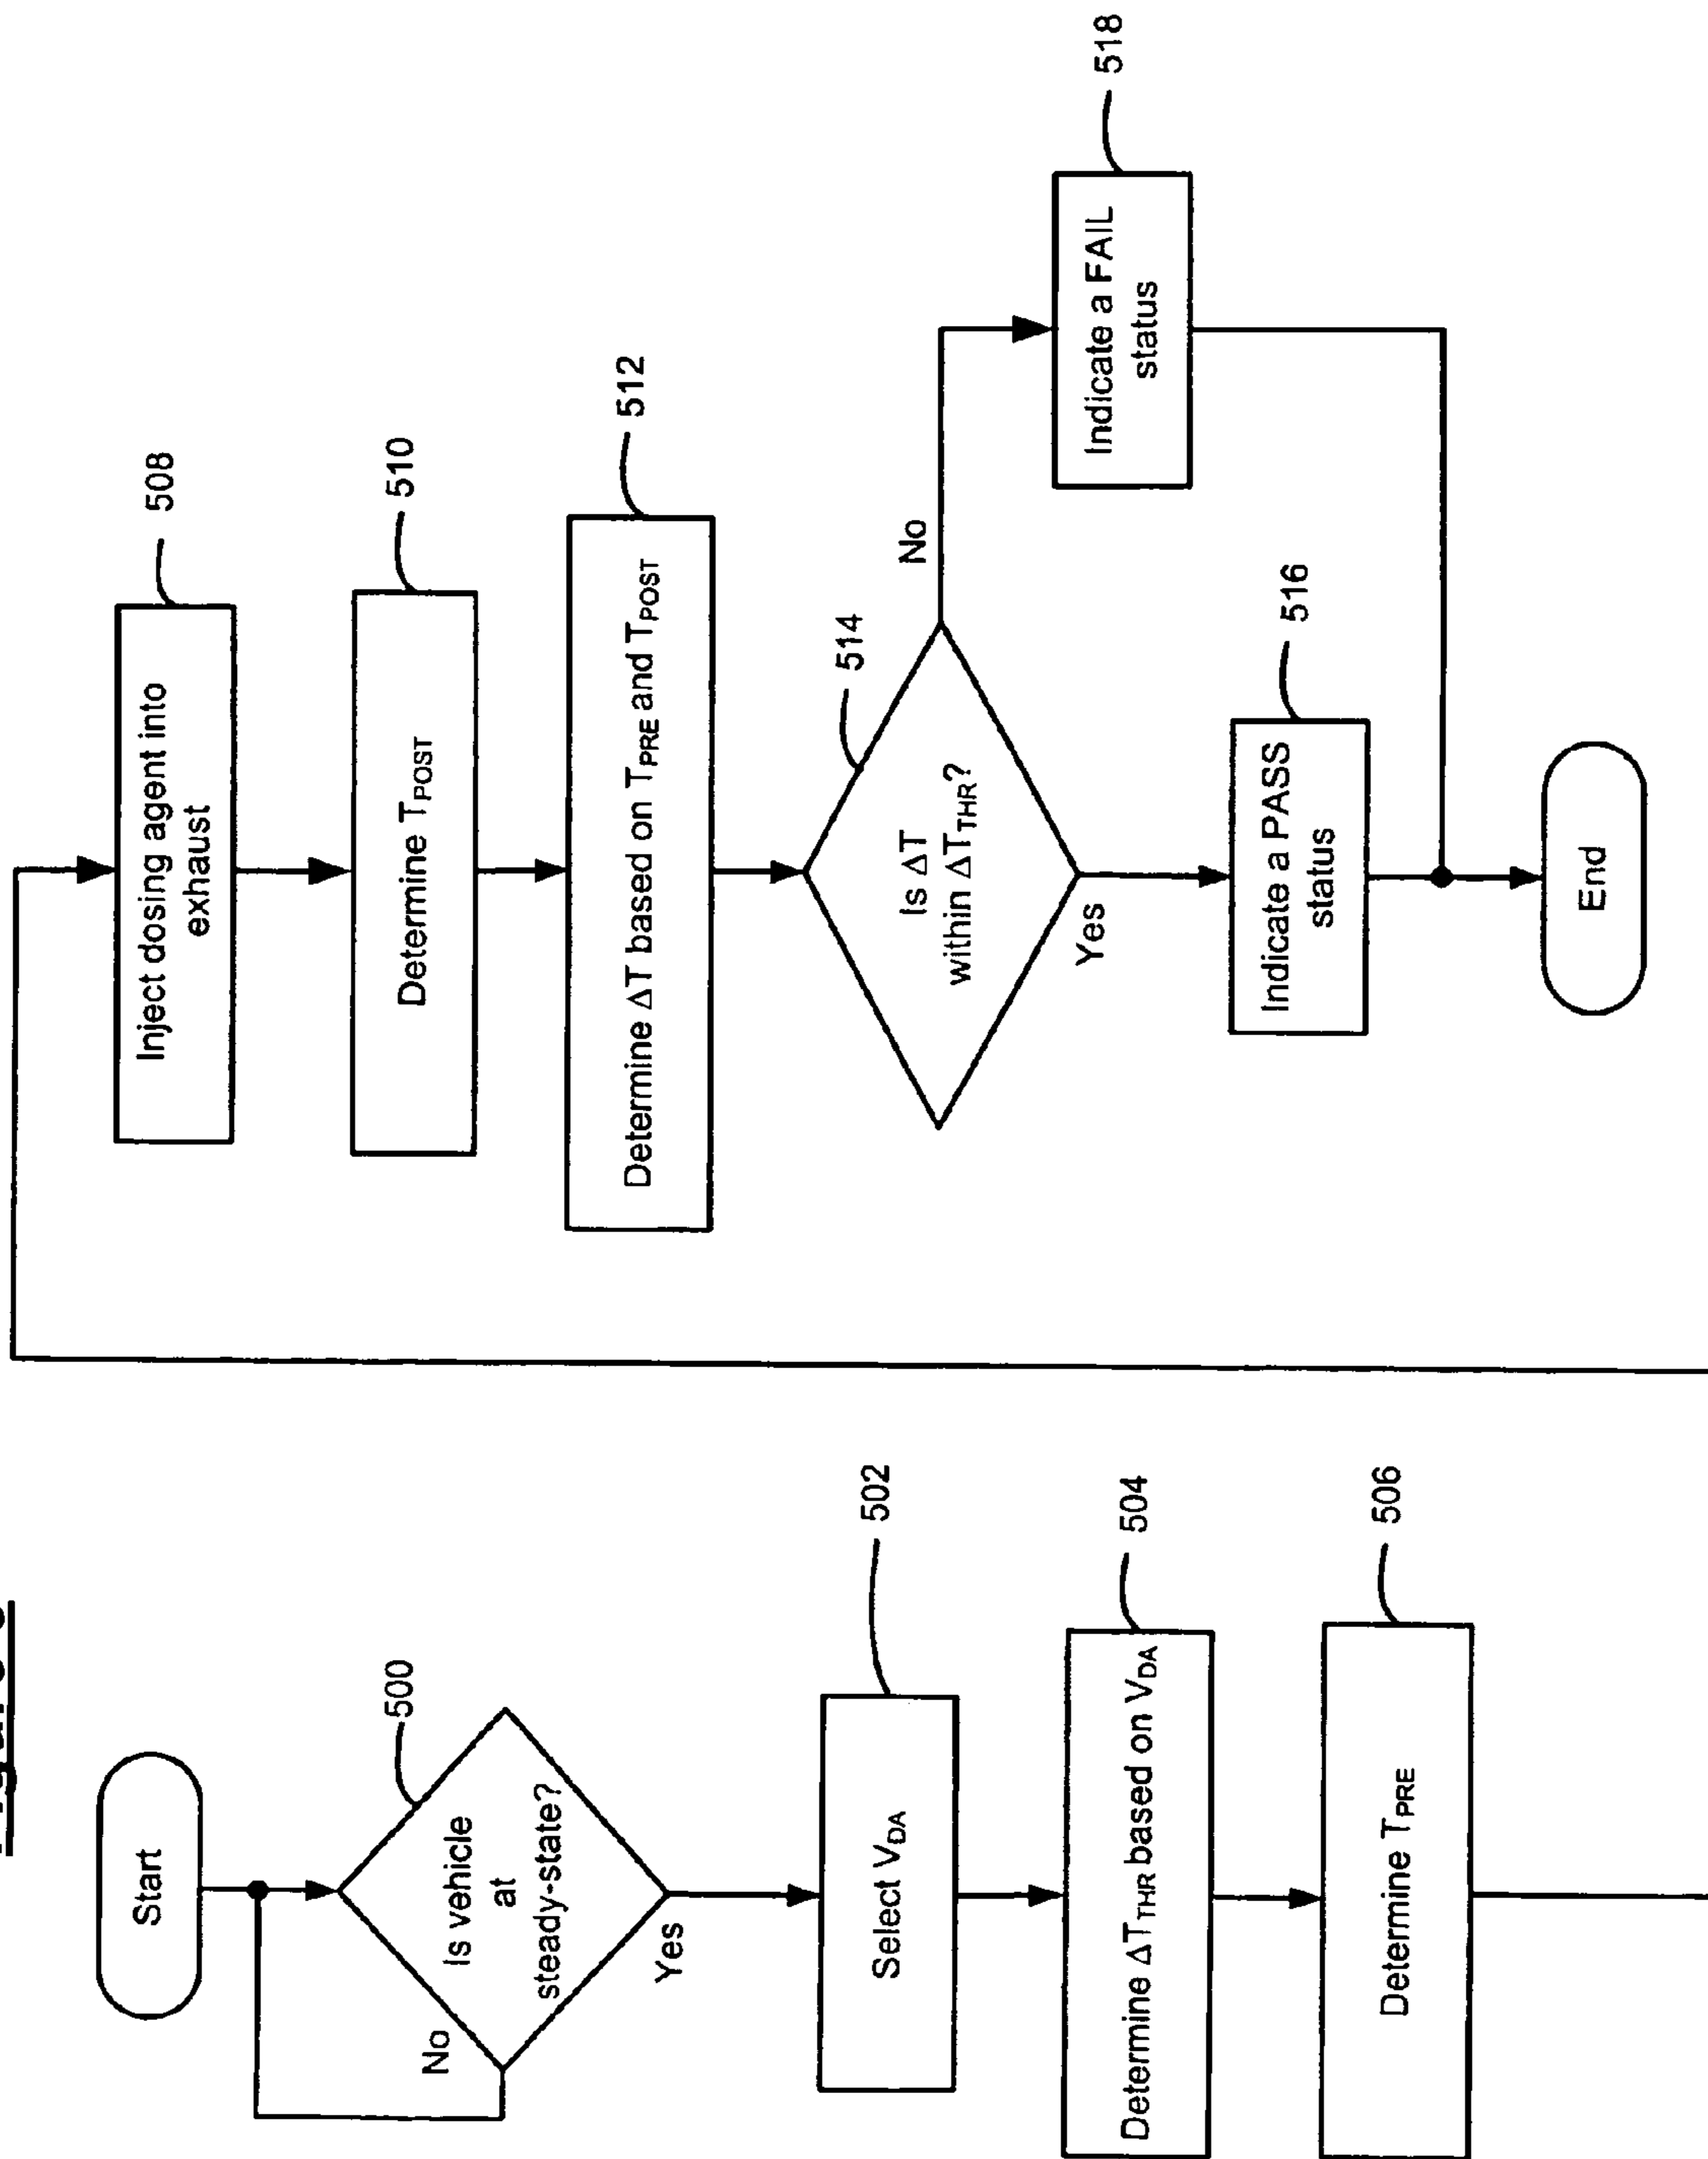 Start
500
Is vehicle
at
steady-state?
No
Yes
502
Select VDA
504
Determine ΔTTHR based on VDA
506
Determine TPRE
508
Inject dosing agent into
exhaust
510
Determine TPOST
512
Determine ΔT based on TPRE and TPOST
514
Is ΔT
within ΔTTHR?
No
Yes
516
Indicate a PASS
status
518
Indicate a FAIL
status
End